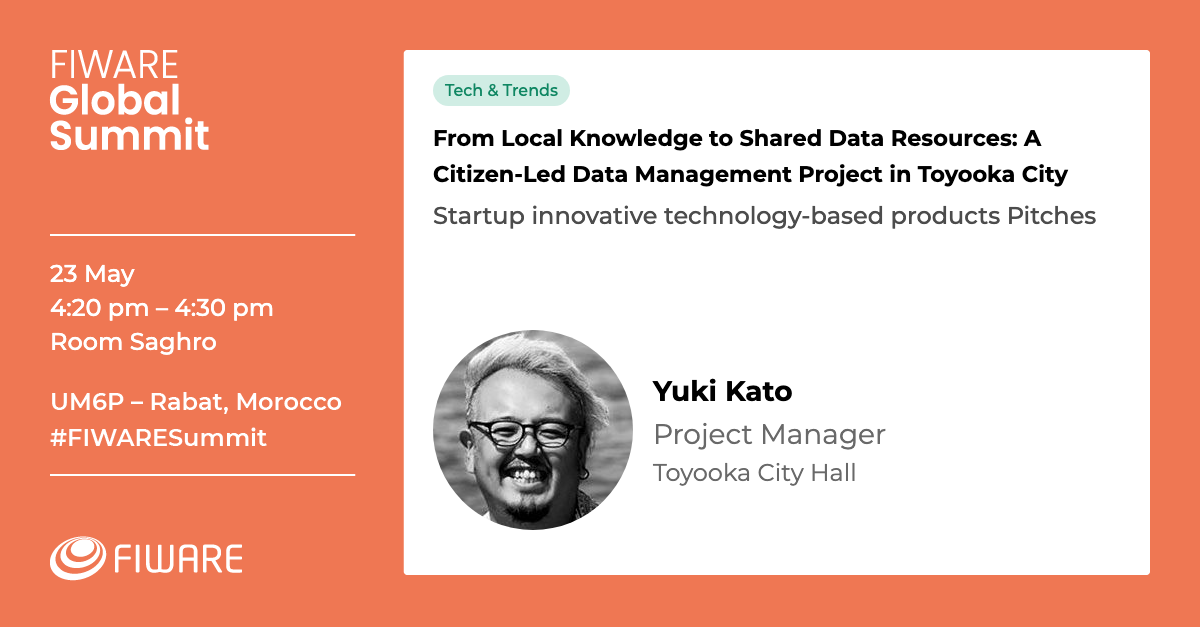 FIWARE
Global
Summit
23 May
4:20 pm – 4:30 pm
Room Saghro
UM6P – Rabat, Morocco
#FIWARESummit
FIWARE
Tech & Trends
From Local Knowledge to Shared Data Resources: A
Citizen-Led Data Management Project in Toyooka City
Startup innovative technology-based products Pitches
Yuki Kato
Project Manager
Toyooka City Hall